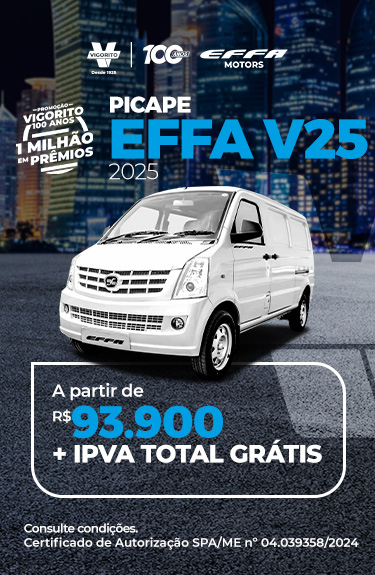 VIGORITO
Desde 1925
100 ANOS
EFFA
MOTORS
PROMOÇÃO
VIGORITO
100 ANOS
1 MILHÃO
EM PRÊMIOS
PICAPE
EFFA V25
2025
EFFA
A partir de
R$93.900
+ IPVA TOTAL GRÁTIS
Consulte condições.
Certificado de Autorização SPA/ME nº 04.039358/2024